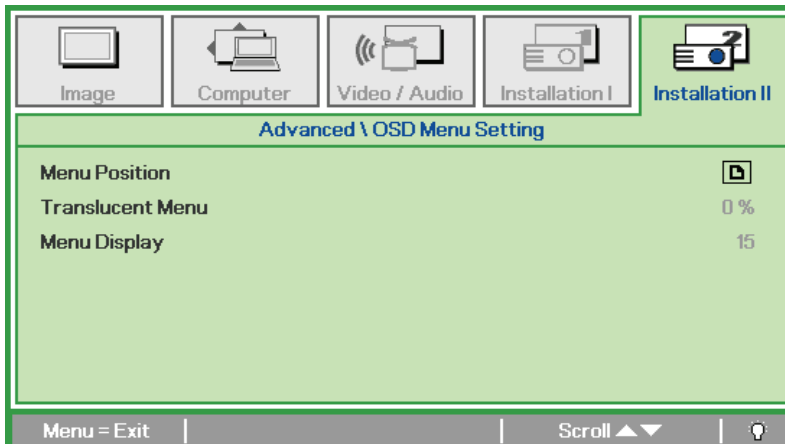 Image
Computer
Video / Audio
Installation I
Installation II
Advanced \ OSD Menu Setting
Menu Position
Translucent Menu 0 %
Menu Display 15
Menu = Exit Scroll ▲▼